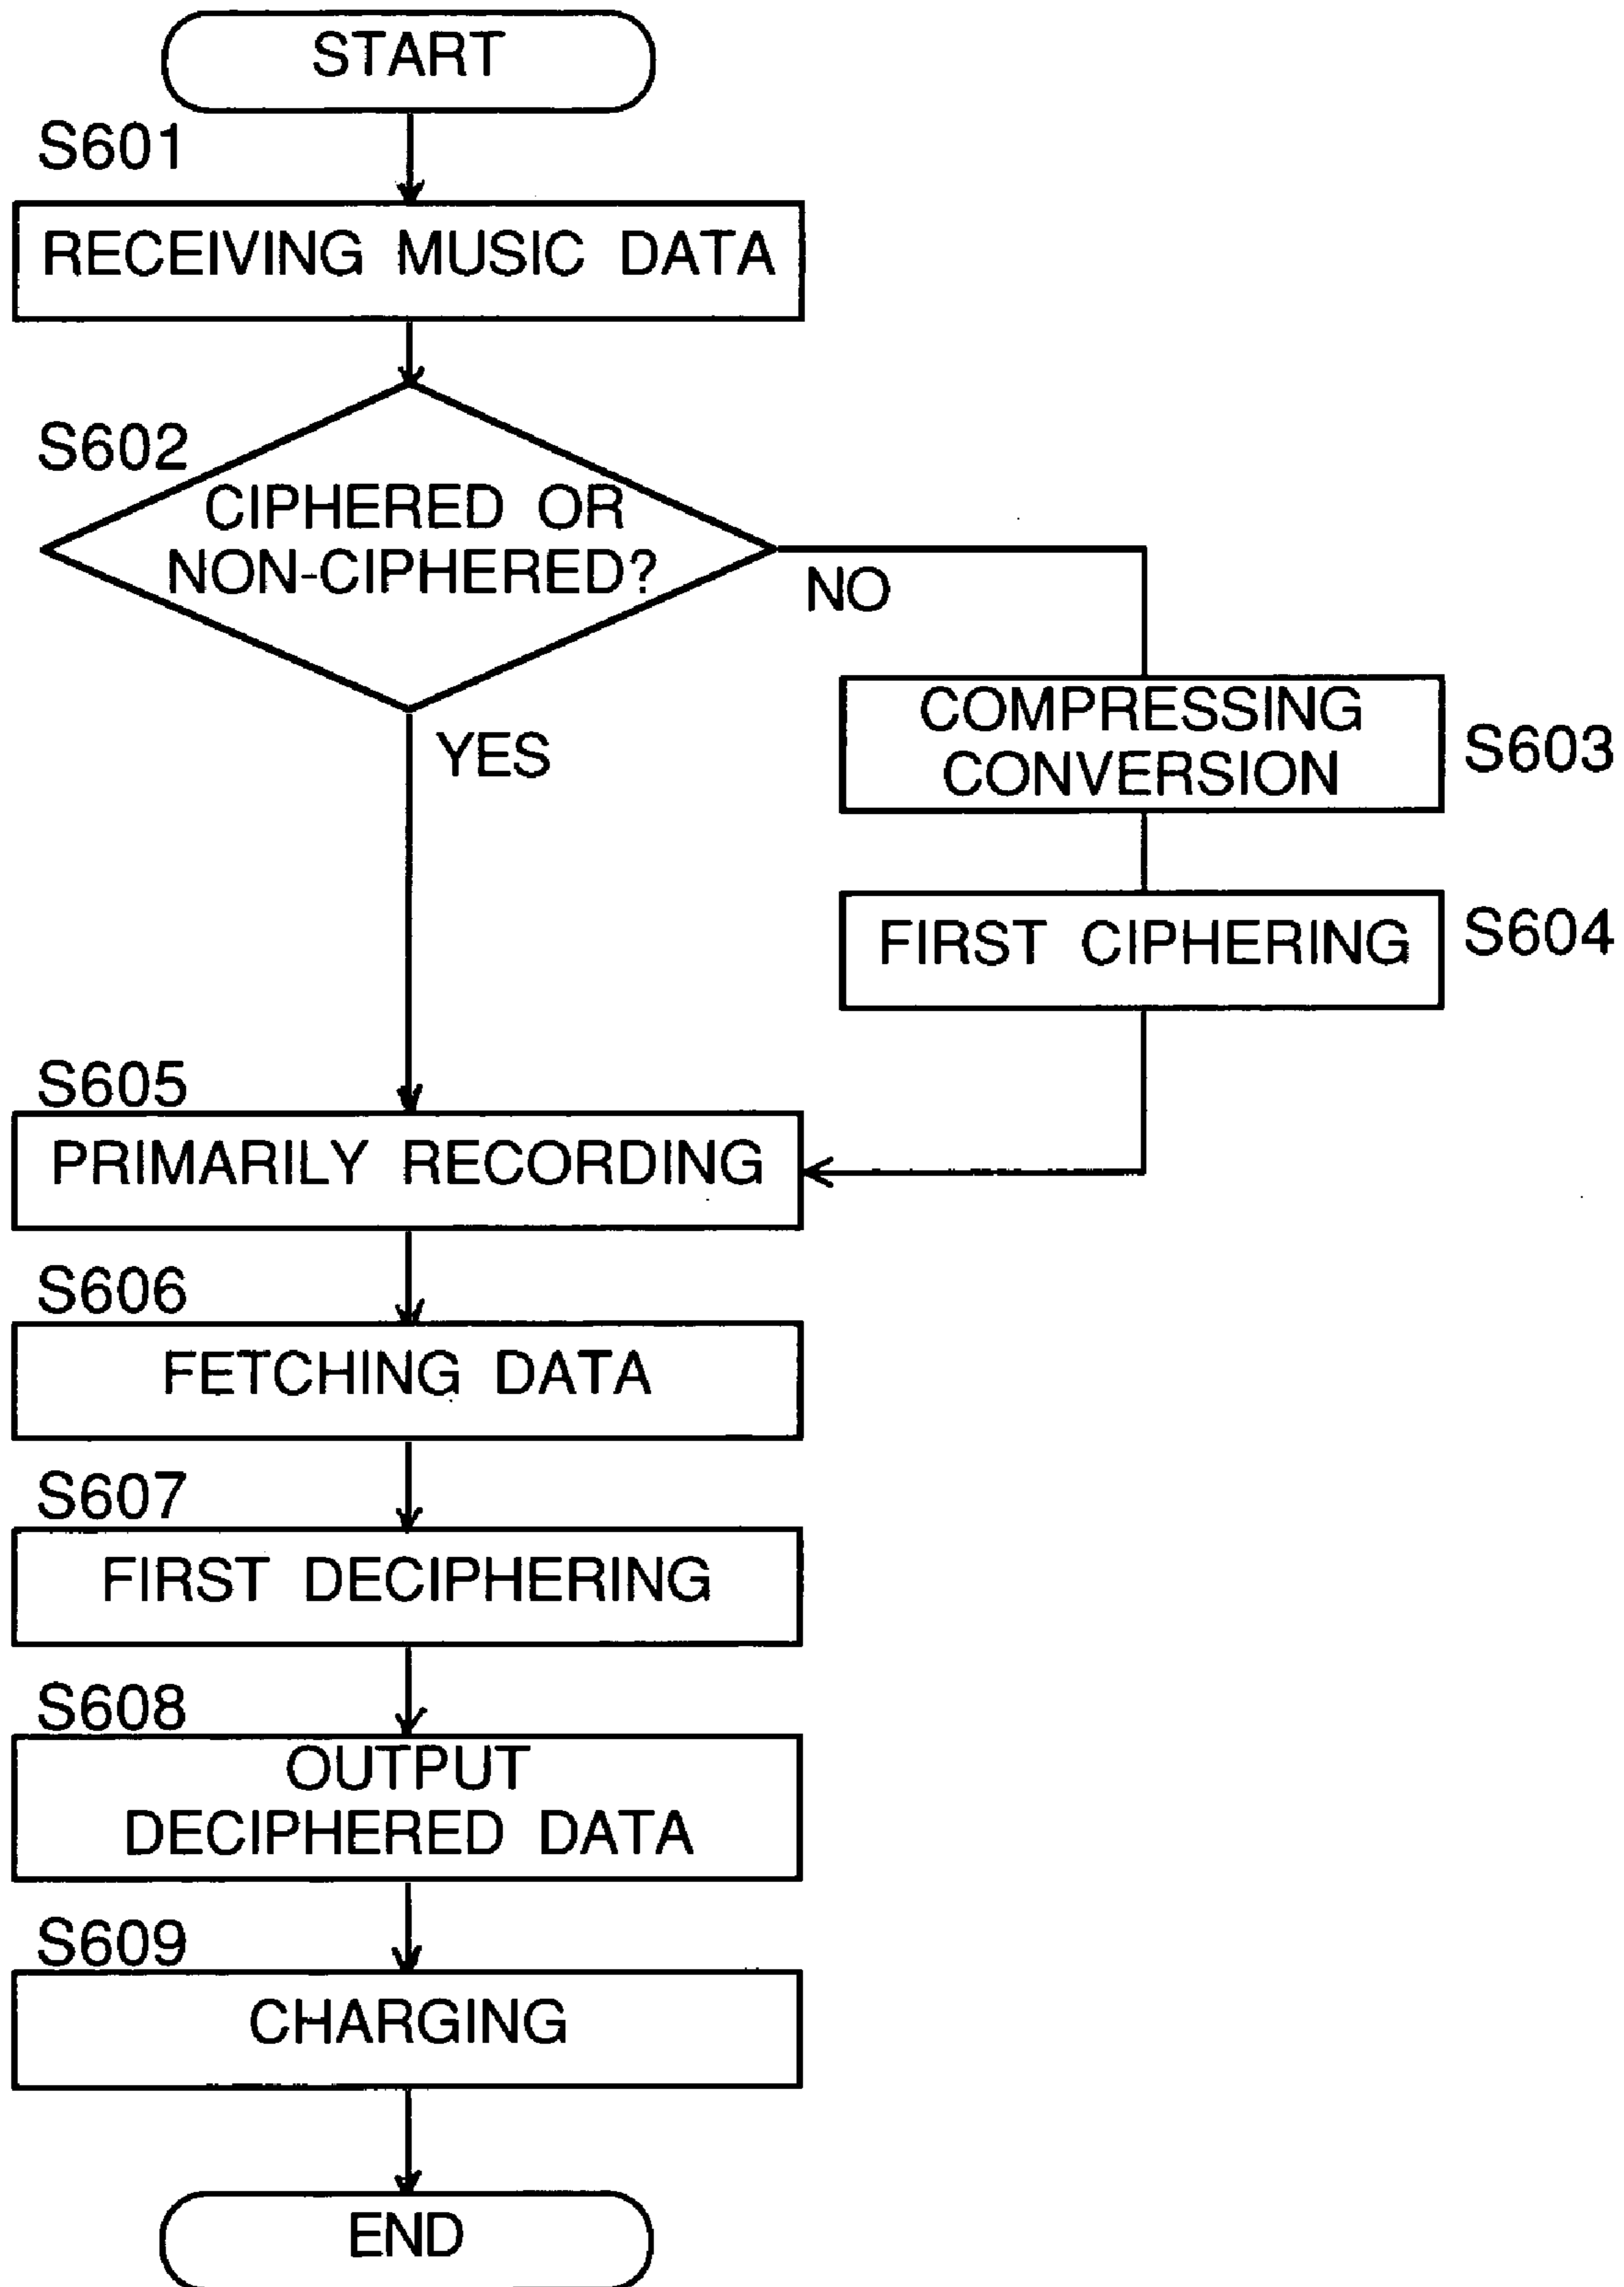 START
S601
RECEIVING MUSIC DATA
S602
CIPHERED OR
NON-CIPHERED?
NO
YES
COMPRESSING
CONVERSION
S603
FIRST CIPHERING
S604
S605
PRIMARILY RECORDING
S606
FETCHING DATA
S607
FIRST DECIPHERING
S608
OUTPUT
DECIPHERED DATA
S609
CHARGING
END